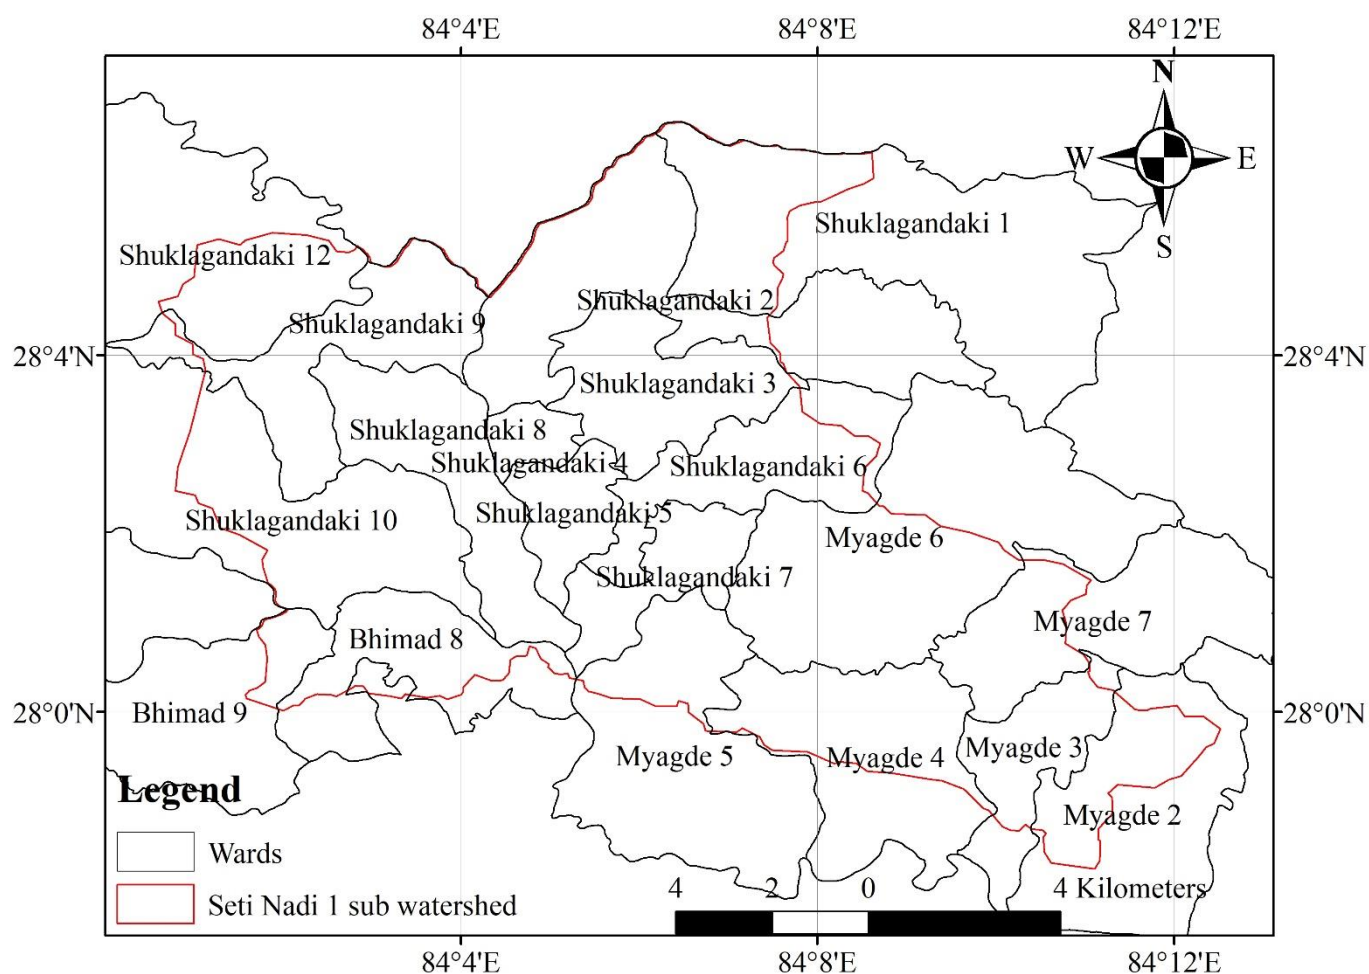 84°4'E
84°8'E
84°12'E
N
W
E
S
Shuklagandaki 1
Shuklagandaki 12
Shuklagandaki 2
Shuklagandaki 9
28°4'N
28°4'N
Shuklagandaki 3
Shuklagandaki 8
Shuklagandaki 4
Shuklagandaki 6
Shuklagandaki 5
Shuklagandaki 10
Myagde 6
Shuklagandaki 7
Myagde 7
Bhimad 8
28°0'N
Bhimad 9
28°0'N
Myagde 5
Myagde 4
Myagde 3
Myagde 2
Legend
Wards
Seti Nadi 1 sub watershed
4 2 0 4 Kilometers
84°4'E
84°8'E
84°12'E